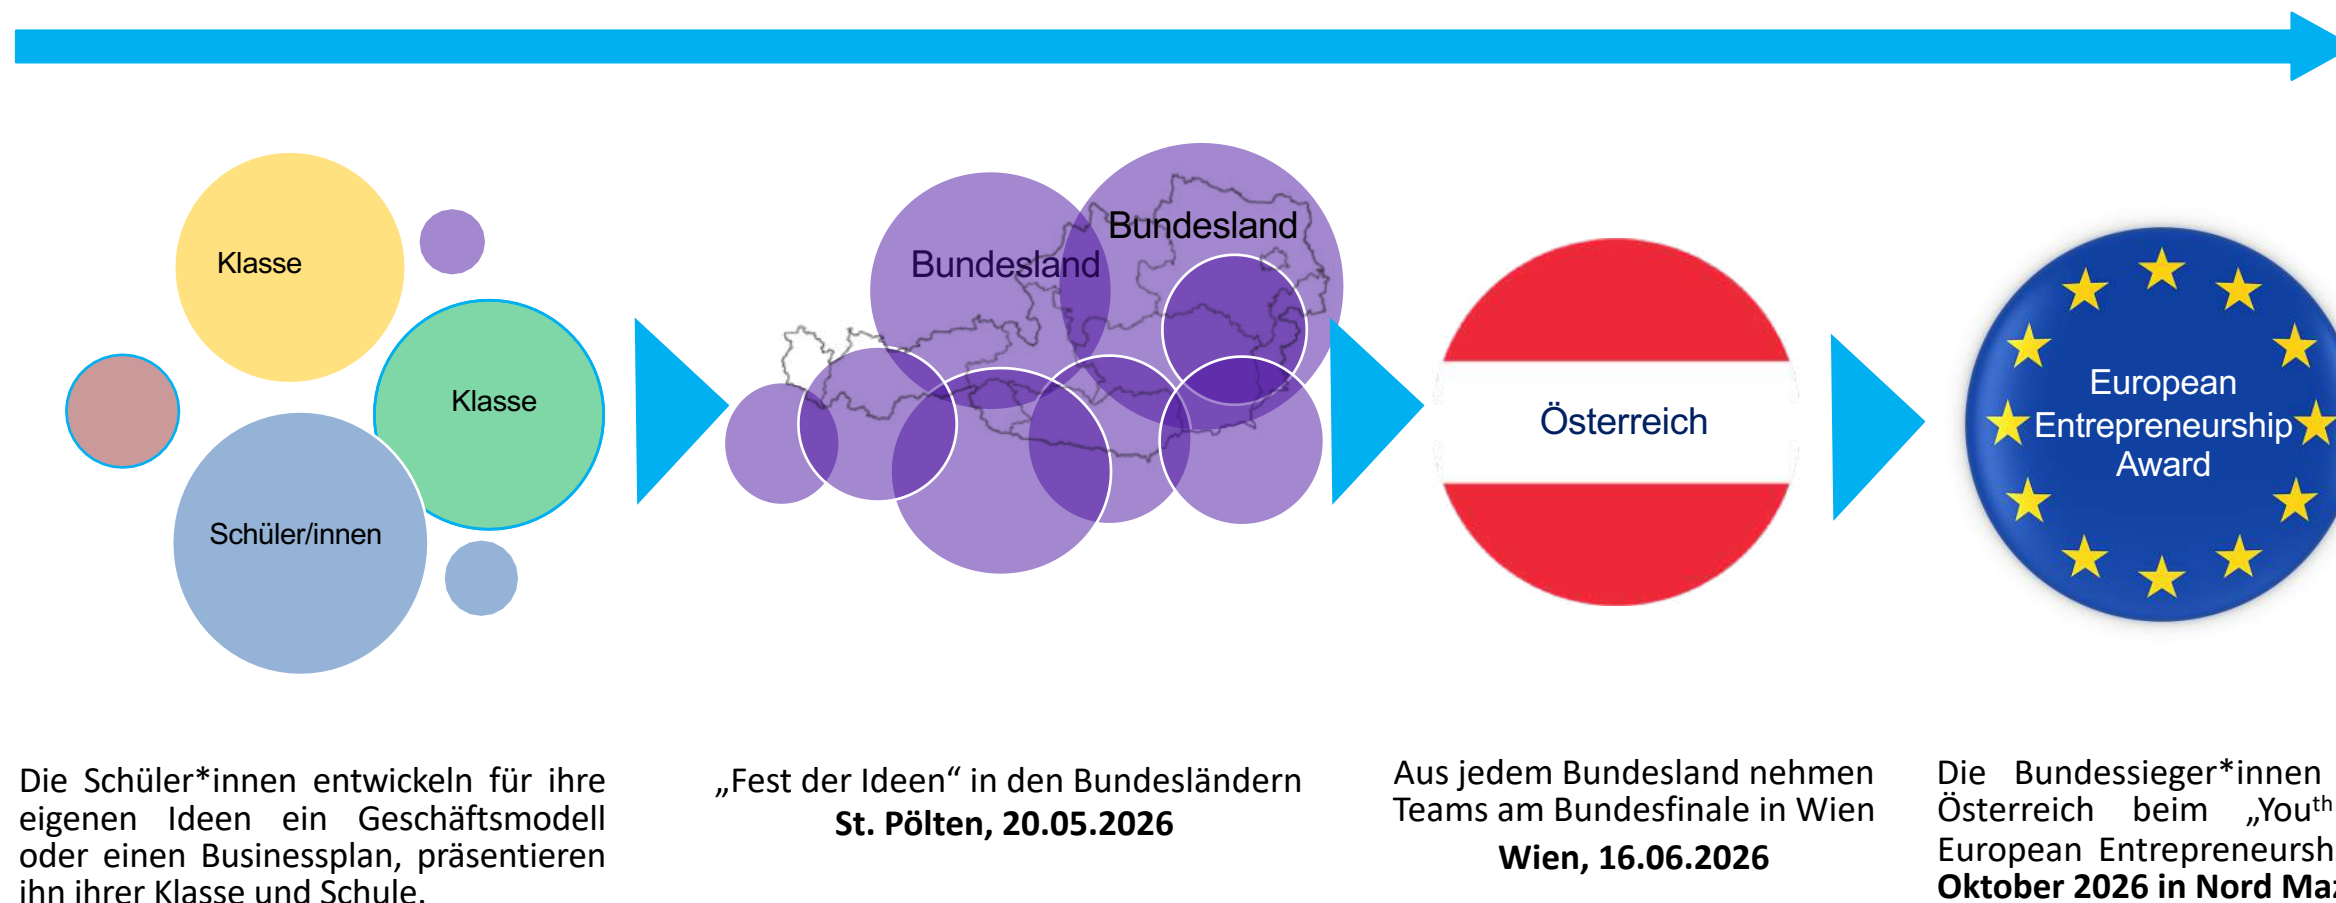 Klasse
Klasse
Schüler/innen
Bundesland
Bundesland
Österreich
European
Entrepreneurship
Award
Die Schüler*innen entwickeln für ihre
eigenen Ideen ein Geschäftsmodell
oder einen Businessplan, präsentieren
ihn ihrer Klasse und Schule.
„Fest der Ideen“ in den Bundesländern
St. Pölten, 20.05.2026
Aus jedem Bundesland nehmen
Teams am Bundesfinale in Wien
Wien, 16.06.2026
Die Bundessieger*innen
Österreich beim „Youth
European
Oktober 2026 in Nord